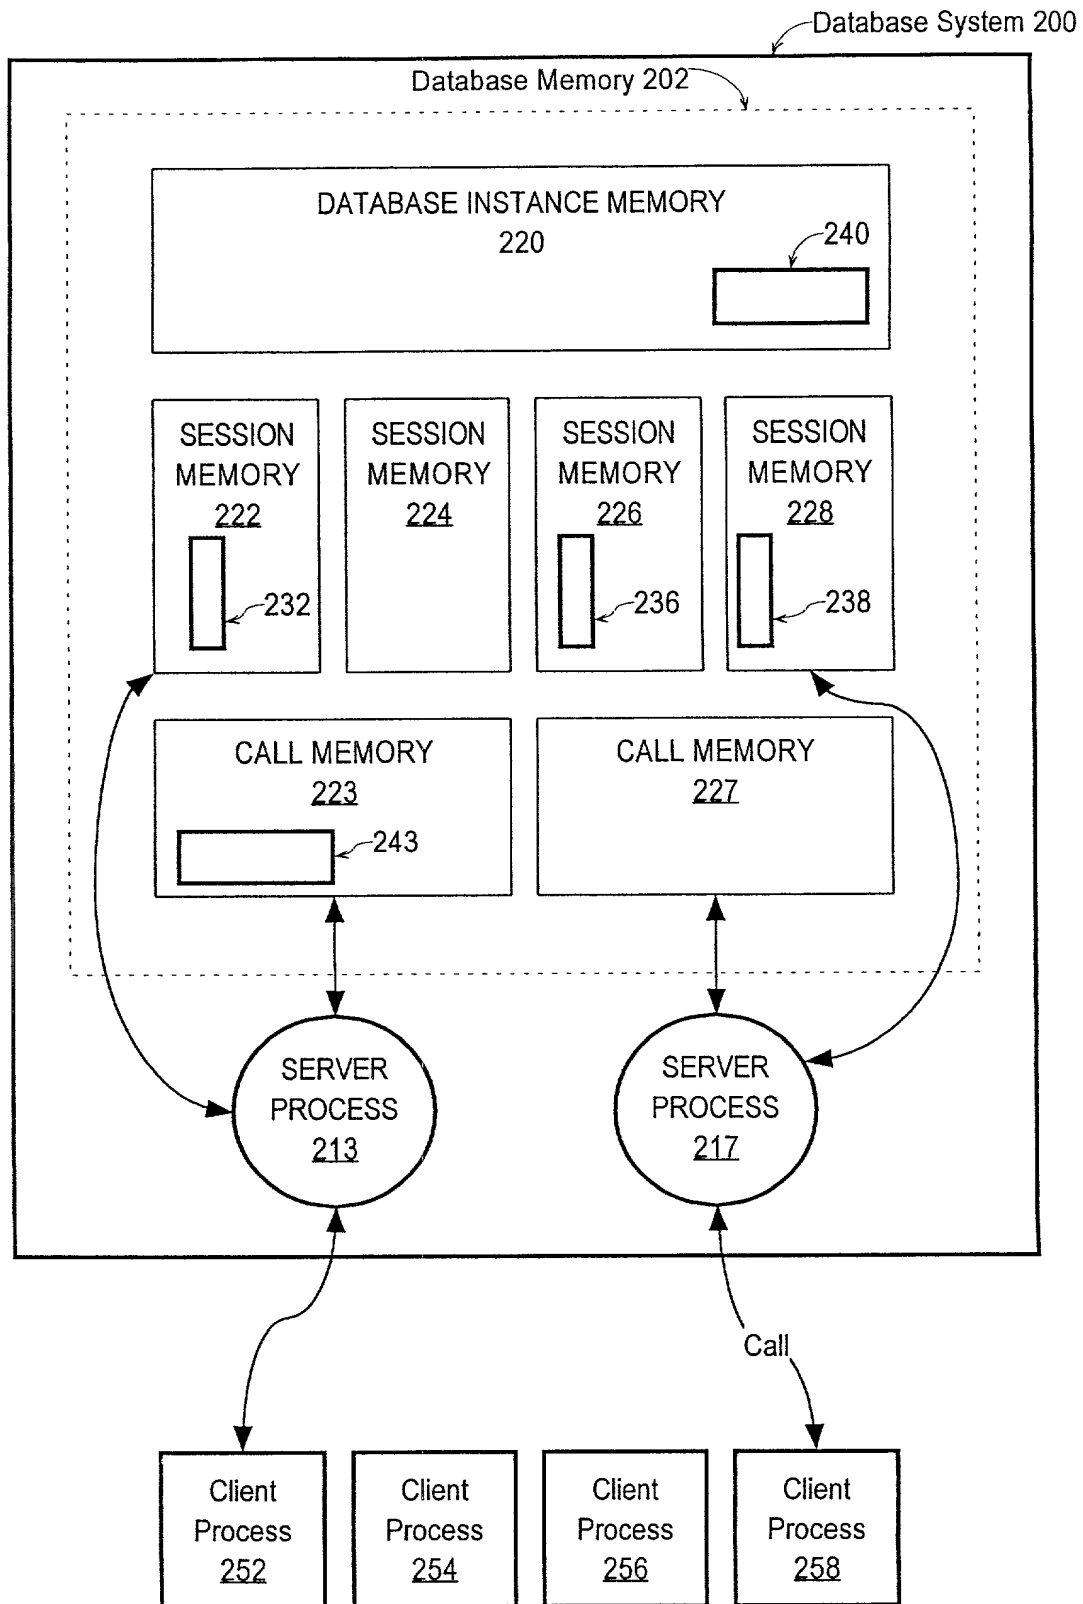 Database System 200
Database Memory 202
DATABASE INSTANCE MEMORY
220
240
SESSION
MEMORY
222
232
SESSION
MEMORY
224
SESSION
MEMORY
226
236
SESSION
MEMORY
228
238
CALL MEMORY
223
243
CALL MEMORY
227
SERVER
PROCESS
213
SERVER
PROCESS
217
Call
Client
Process
252
Client
Process
254
Client
Process
256
Client
Process
258